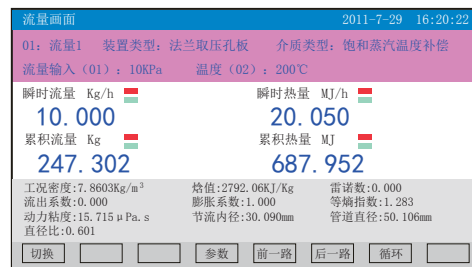 流量画面 2011-7-29 16:20:22
01: 流量1 装置类型: 法兰取压孔板 介质类型: 饱和蒸汽温度补偿
流量输入（01）: 10KPa 温度（02）: 200℃
瞬时流量 Kg/h 瞬时热量 MJ/h
10.000 20.050
累积流量 Kg 累积热量 MJ
247.302 687.952
工况密度:7.8603Kg/m³ 焓值:2792.06KJ/Kg 雷诺数:0.000
流出系数:0.000 膨胀系数:1.000 等熵指数:1.283
动力粘度:15.715μPa.s 节流内径:30.090mm 管道直径:50.106mm
直径比:0.601
切换 参数 前一路 后一路 循环